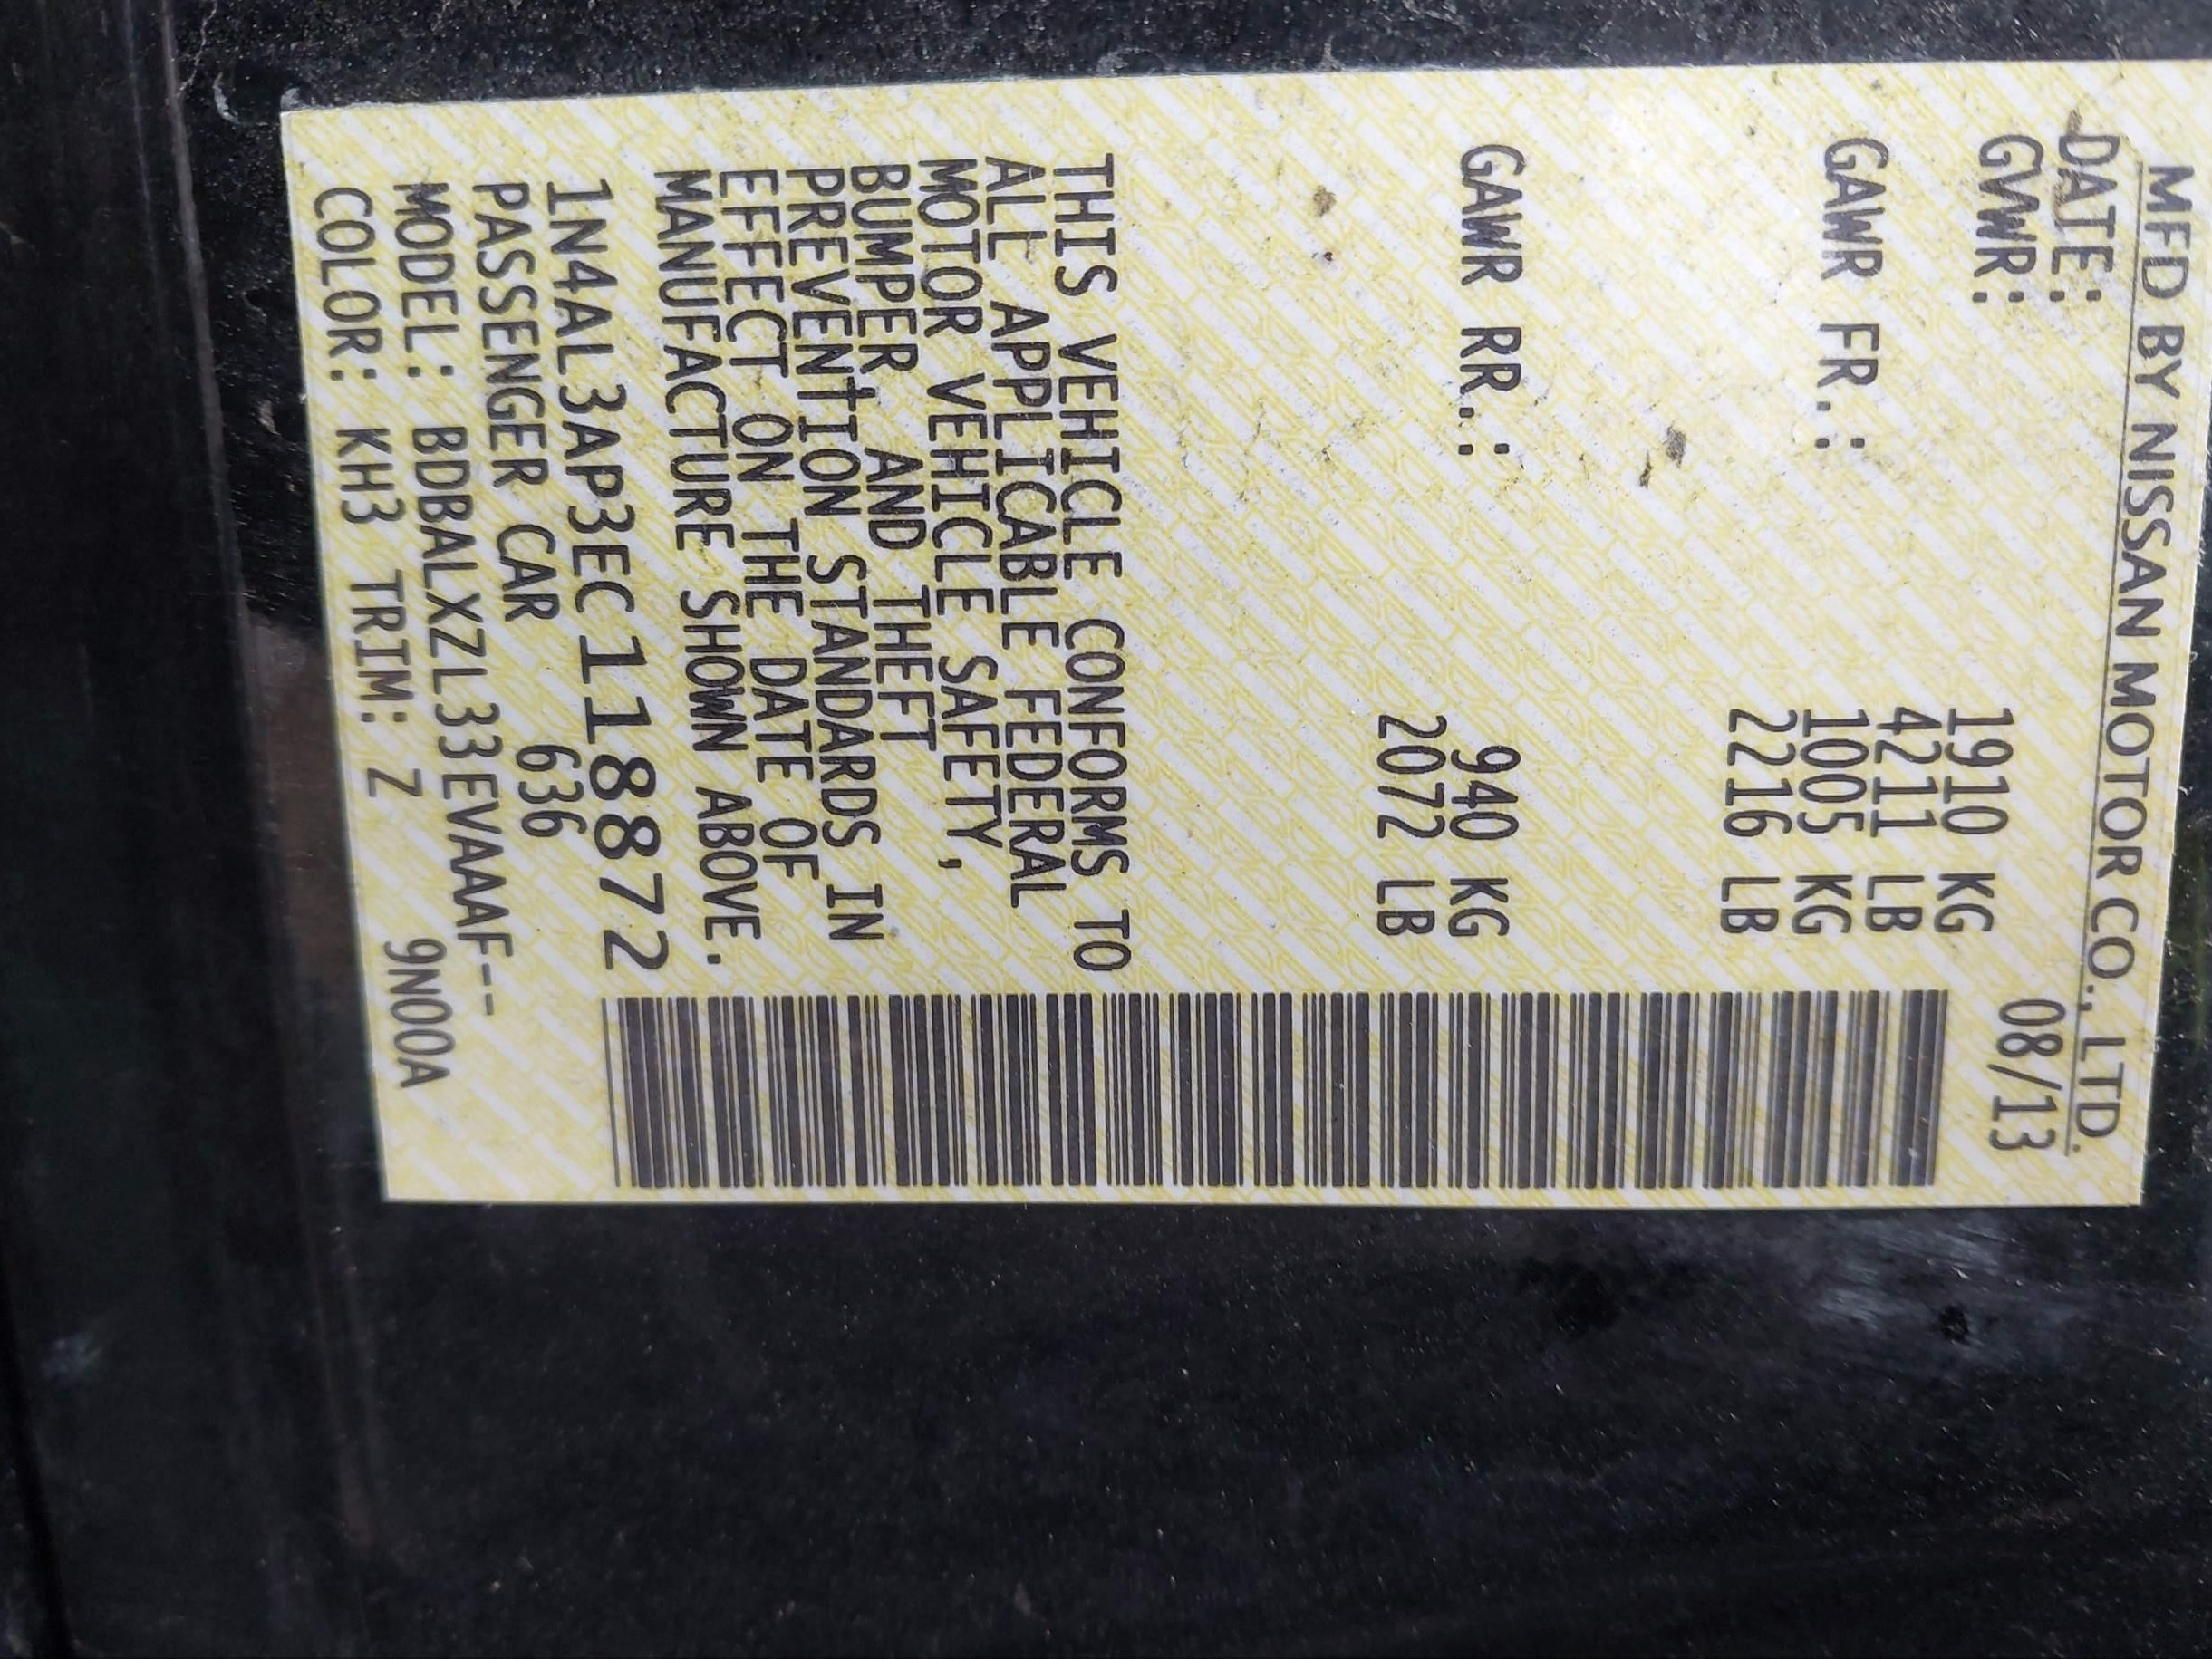 MFD BY NISSAN MOTOR CO., LTD.
DATE: 08/13
GVWR: 1910 KG
4211 LB
GAWR FR.: 1005 KG
2216 LB
GAWR RR.: 940 KG
2072 LB
THIS VEHICLE CONFORMS TO
ALL APPLICABLE FEDERAL
MOTOR VEHICLE SAFETY,
BUMPER AND THEFT
PREVENTION STANDARDS IN
EFFECT ON THE DATE OF
MANUFACTURE SHOWN ABOVE.
1N4AL3AP3EC118872
PASSENGER CAR 636
MODEL: BDBALXZL33EVAAAF--
COLOR: KH3 TRIM: Z 9N00A